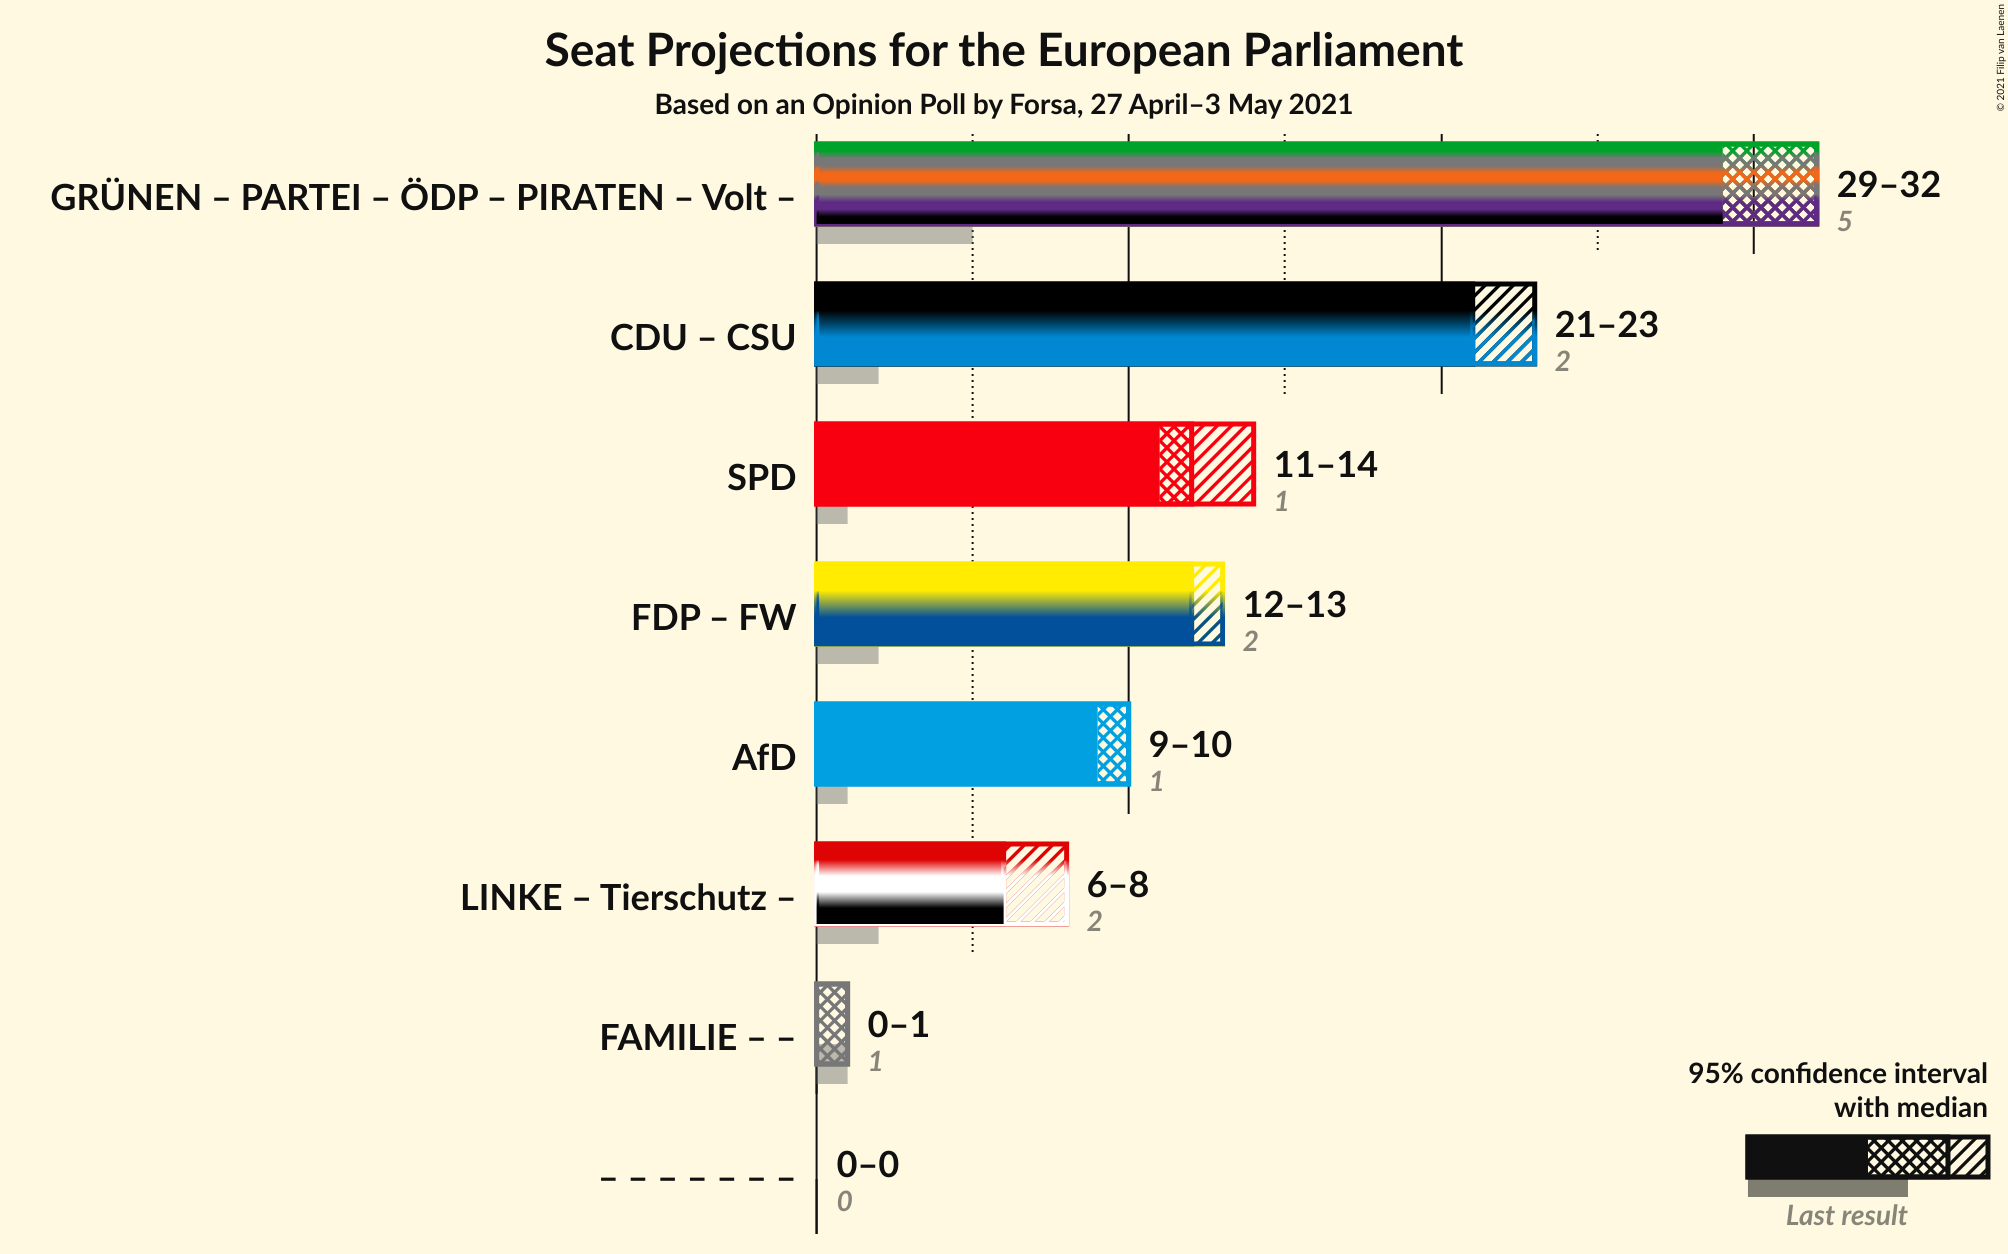 Seat Projections for the European Parliament
Based on an Opinion Poll by Forsa, 27 April–3 May 2021
© 2021 Filip van Laenen
GRÜNEN – PARTEI – ÖDP – PIRATEN – Volt –
29–32
5
CDU – CSU
21–23
2
SPD
11–14
1
FDP – FW
12–13
2
AfD
9–10
1
LINKE – Tierschutz –
6–8
2
FAMILIE – –
0–1
1
– – – – – – –
0–0
0
95% confidence interval
with median
Last result